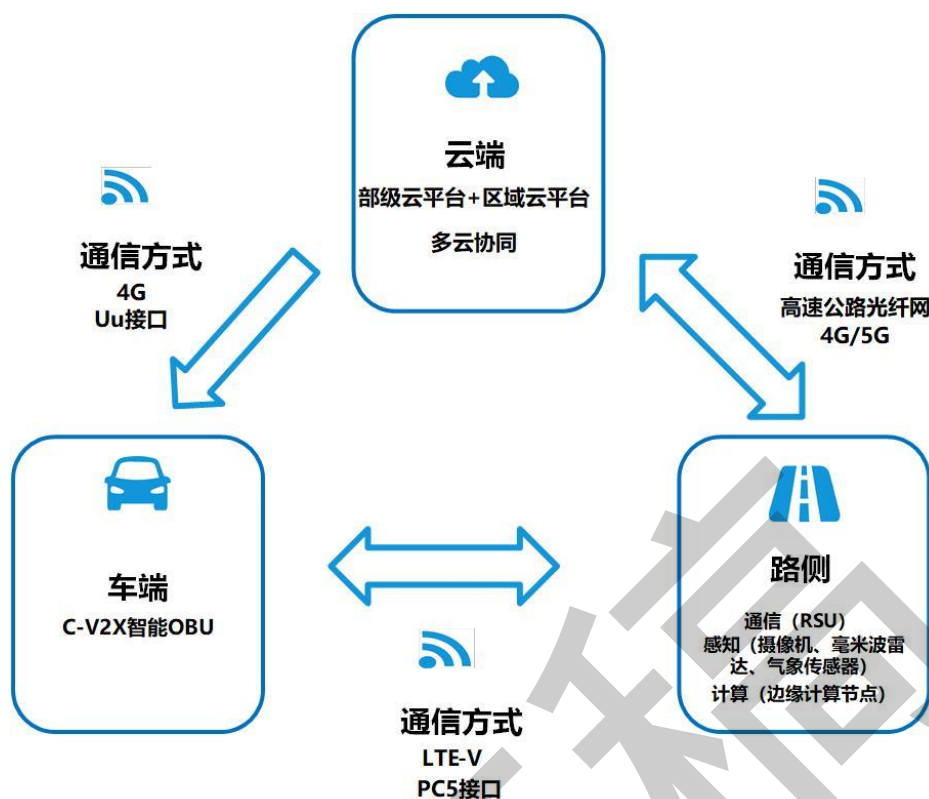 云端
部级云平台+区域云平台
多云协同
通信方式
4G
Uu接口
通信方式
高速公路光纤网
4G/5G
车端
C-V2X智能OBU
路侧
通信（RSU）
感知（摄像机、毫米波雷
达、气象传感器）
计算（边缘计算节点）
通信方式
LTE-V
PC5接口
稿